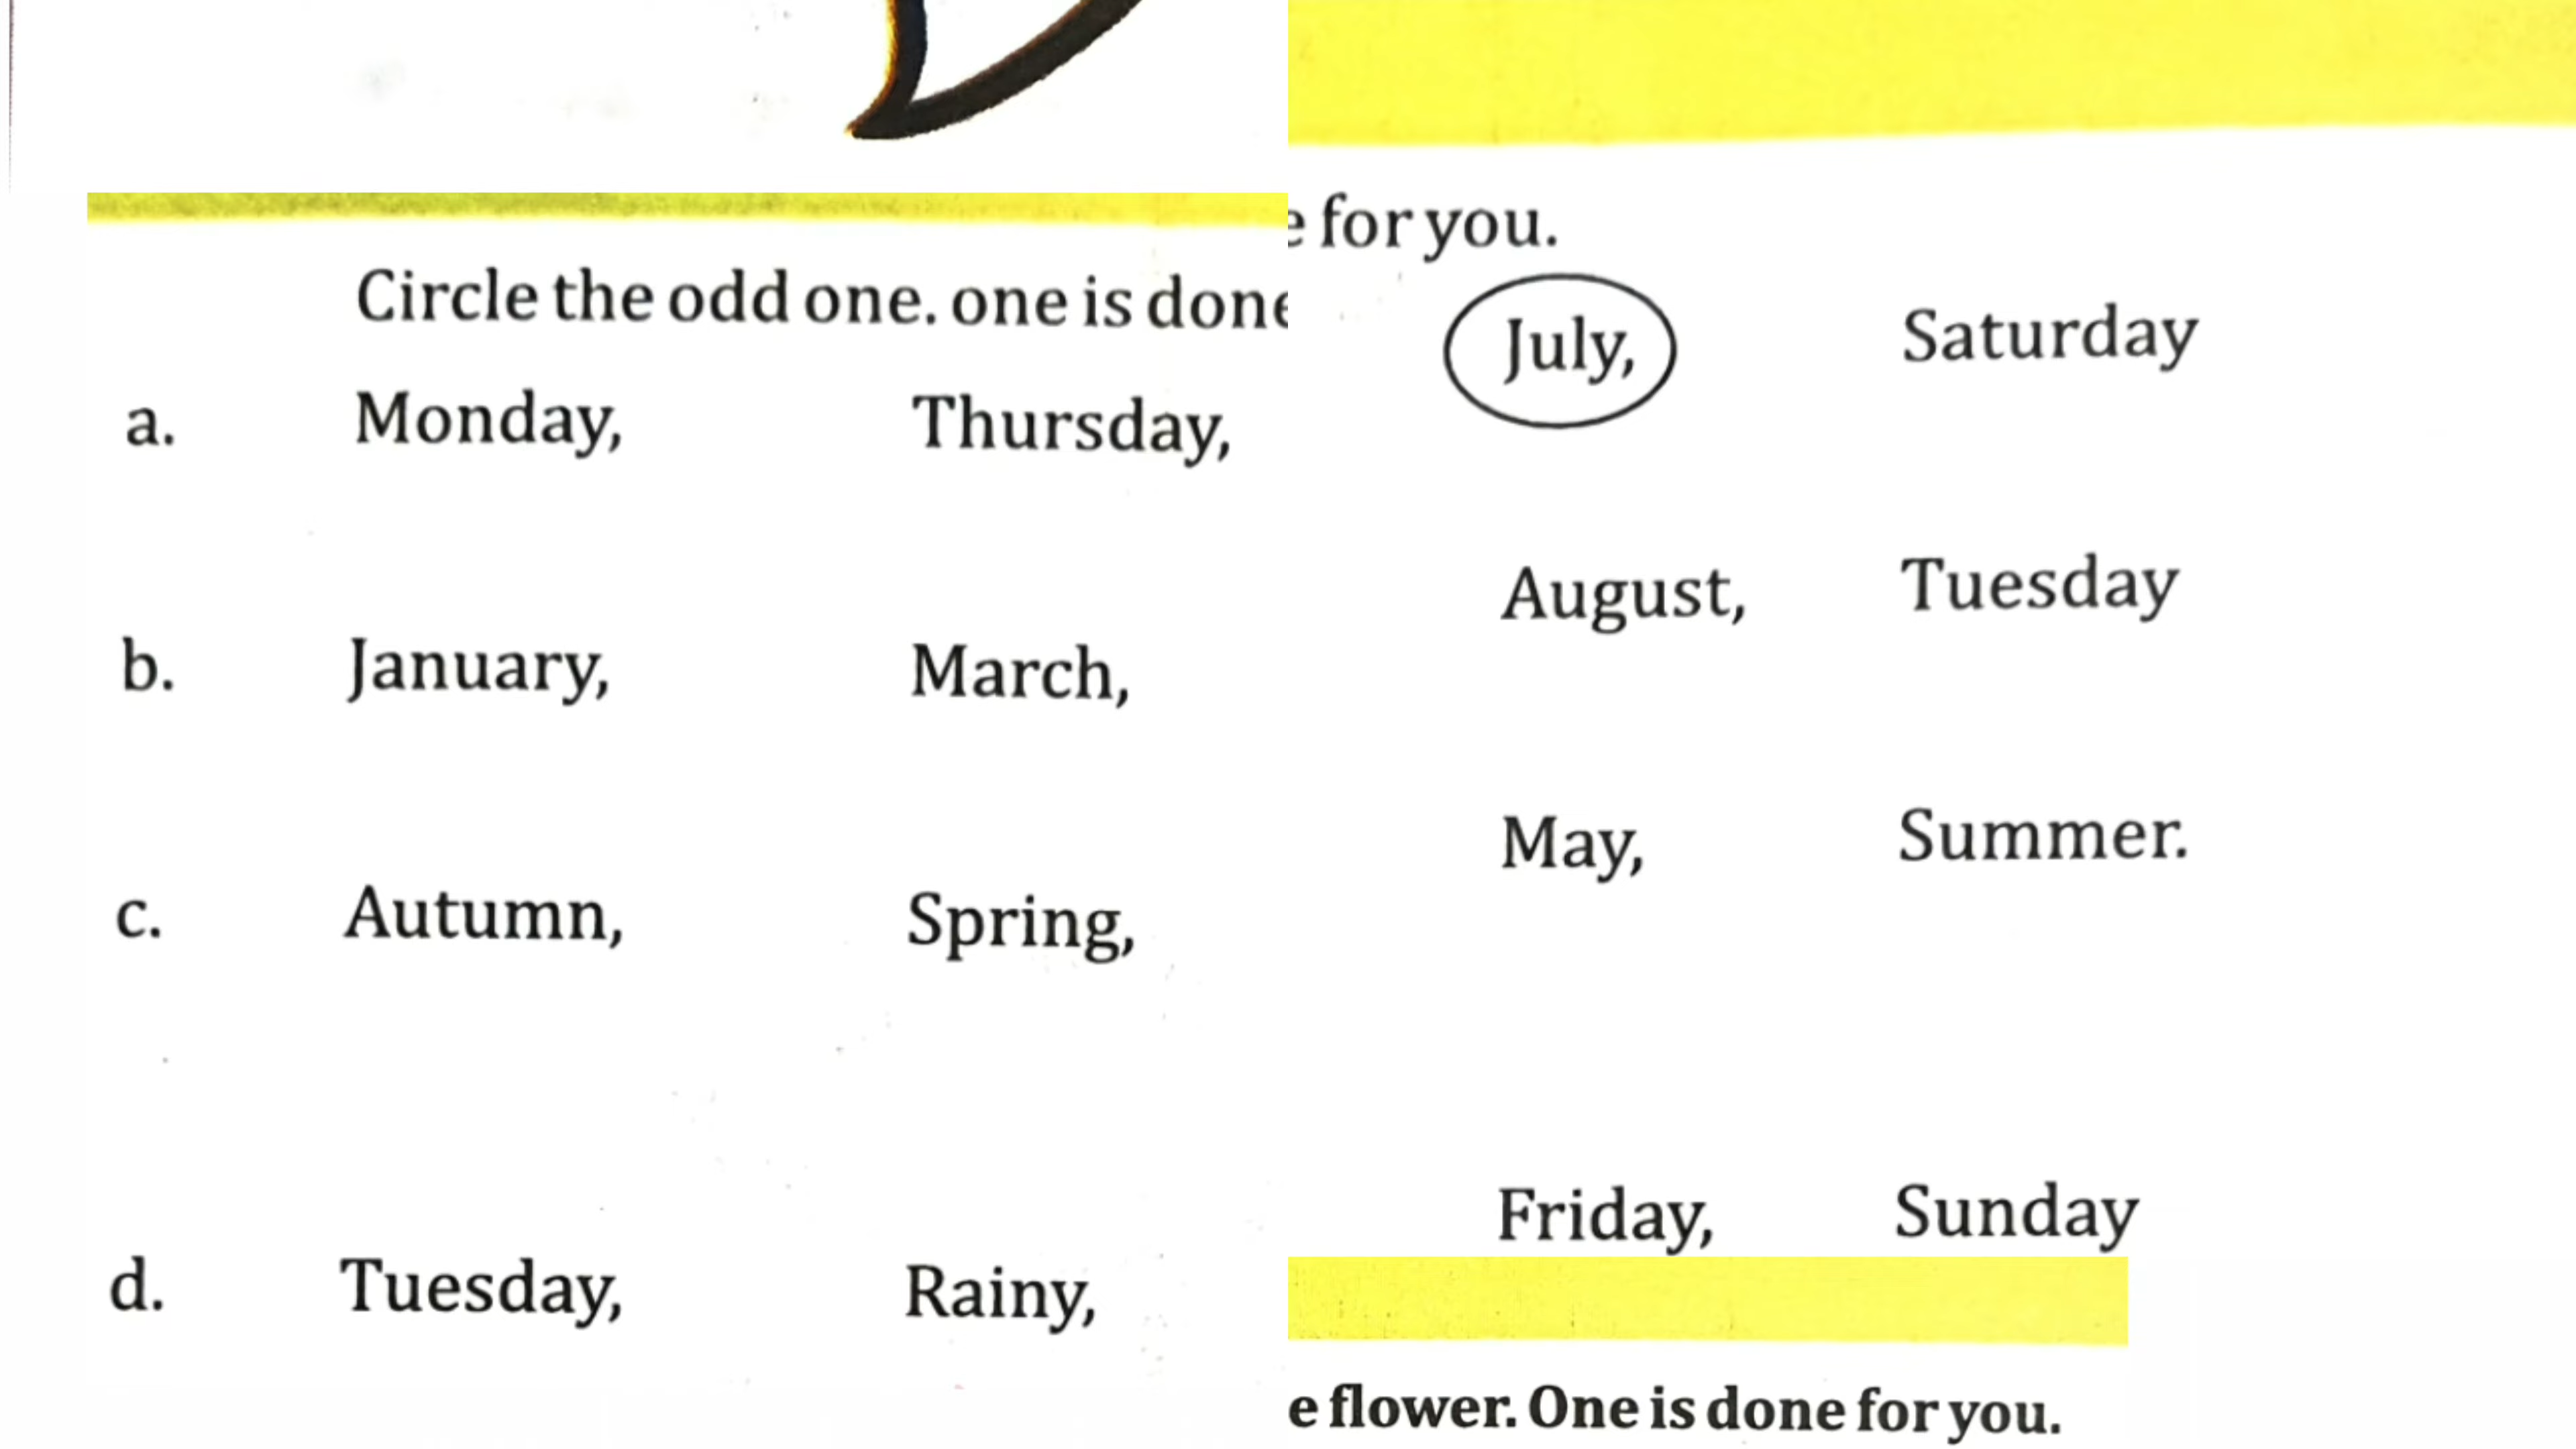 Circle the odd one. one is done for you.
a. Monday, Thursday, July, Saturday
b. January, March, August, Tuesday
c. Autumn, Spring, May, Summer.
d. Tuesday, Rainy, Friday, Sunday
e flower. One is done for you.